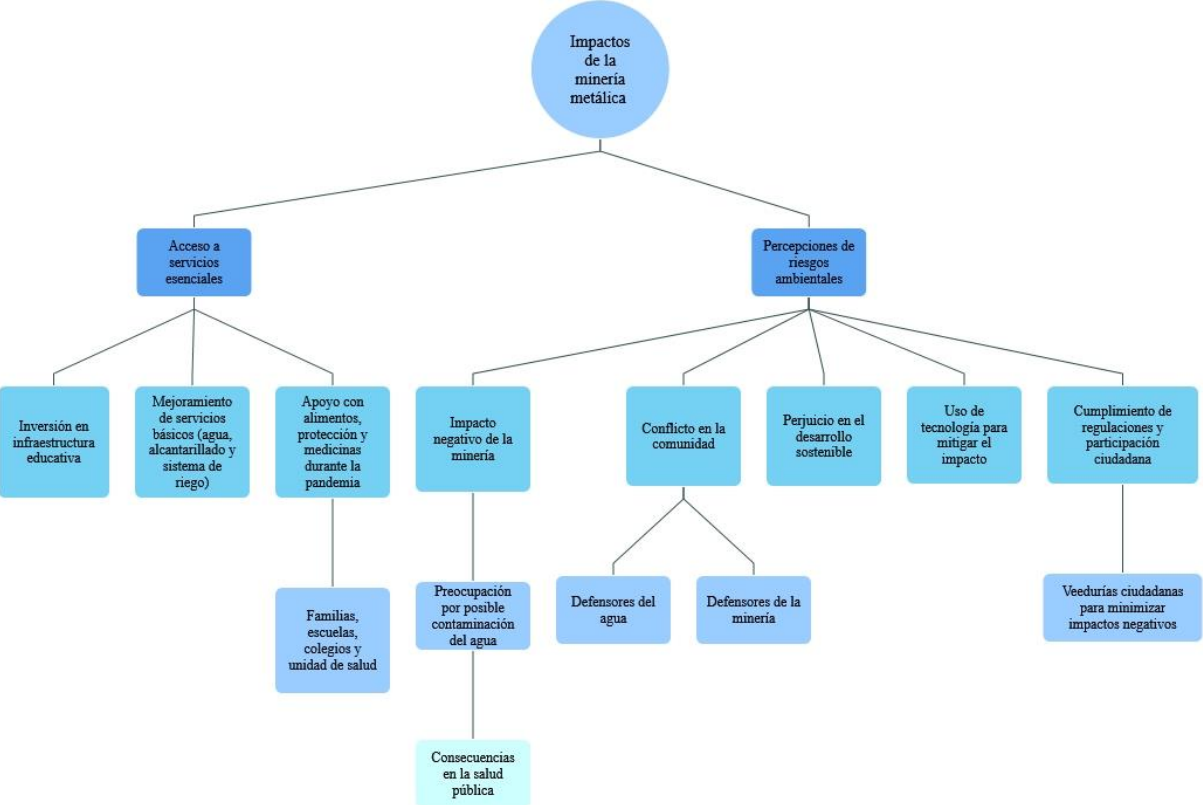 Impactos
de la
minería
metálica
Acceso a
servicios
esenciales
Percepciones de
riesgos
ambientales
Inversión en
infraestructura
educativa
Mejoramiento
de servicios
básicos (agua,
alcantarillado y
sistema de
riego)
Apoyo con
alimentos,
protección y
medicinas
durante la
pandemia
Impacto
negativo de la
minería
Conflicto en la
comunidad
Perjuicio en el
desarrollo
sostenible
Uso de
tecnología para
mitigar el
impacto
Cumplimiento de
regulaciones y
participación
ciudadana
Familias,
escuelas,
colegios y
unidad de salud
Preocupación
por posible
contaminación
del agua
Defensores del
agua
Defensores de la
minería
Veedurías ciudadanas
para minimizar
impactos negativos
Consecuencias
en la salud
pública